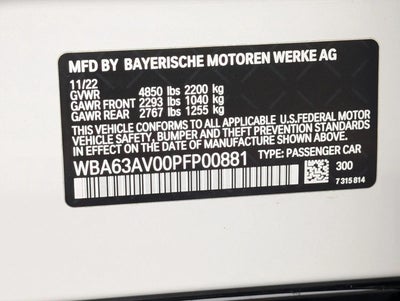 MFD BY BAYERISCHE MOTOREN WERKE AG
11/22
GVWR 4850 lbs 2200 kg
GAWR FRONT 2293 lbs 1040 kg
GAWR REAR 2767 lbs 1255 kg
THIS VEHICLE CONFORMS TO ALL APPLICABLE U.S. FEDERAL MOTOR
VEHICLE SAFETY, BUMPER, AND THEFT PREVENTION STANDARDS
IN EFFECT ON THE DATE OF MANUFACTURE SHOWN ABOVE.
WBA63AV00PFP00881 TYPE: PASSENGER CAR
300
7 315 814